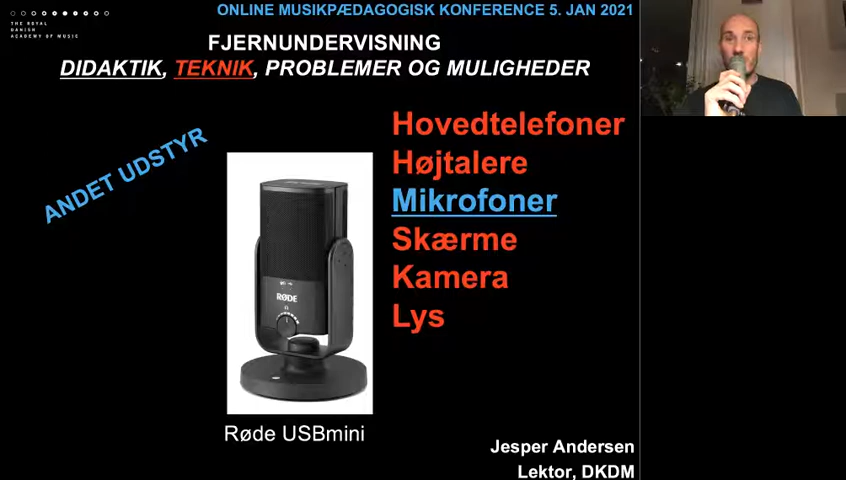 ONLINE MUSIKPÆDAGOGISK KONFERENCE 5. JAN 2021
THE ROYAL
DANISH
ACADEMY OF MUSIC
FJERNUNDERVISNING
DIDAKTIK, TEKNIK, PROBLEMER OG MULIGHEDER
ANDET UDSTYR
Hovedtelefoner
Højtalere
Mikrofoner
Skærme
Kamera
Lys
RØDE
Røde USBmini
Jesper Andersen
Lektor, DKDM